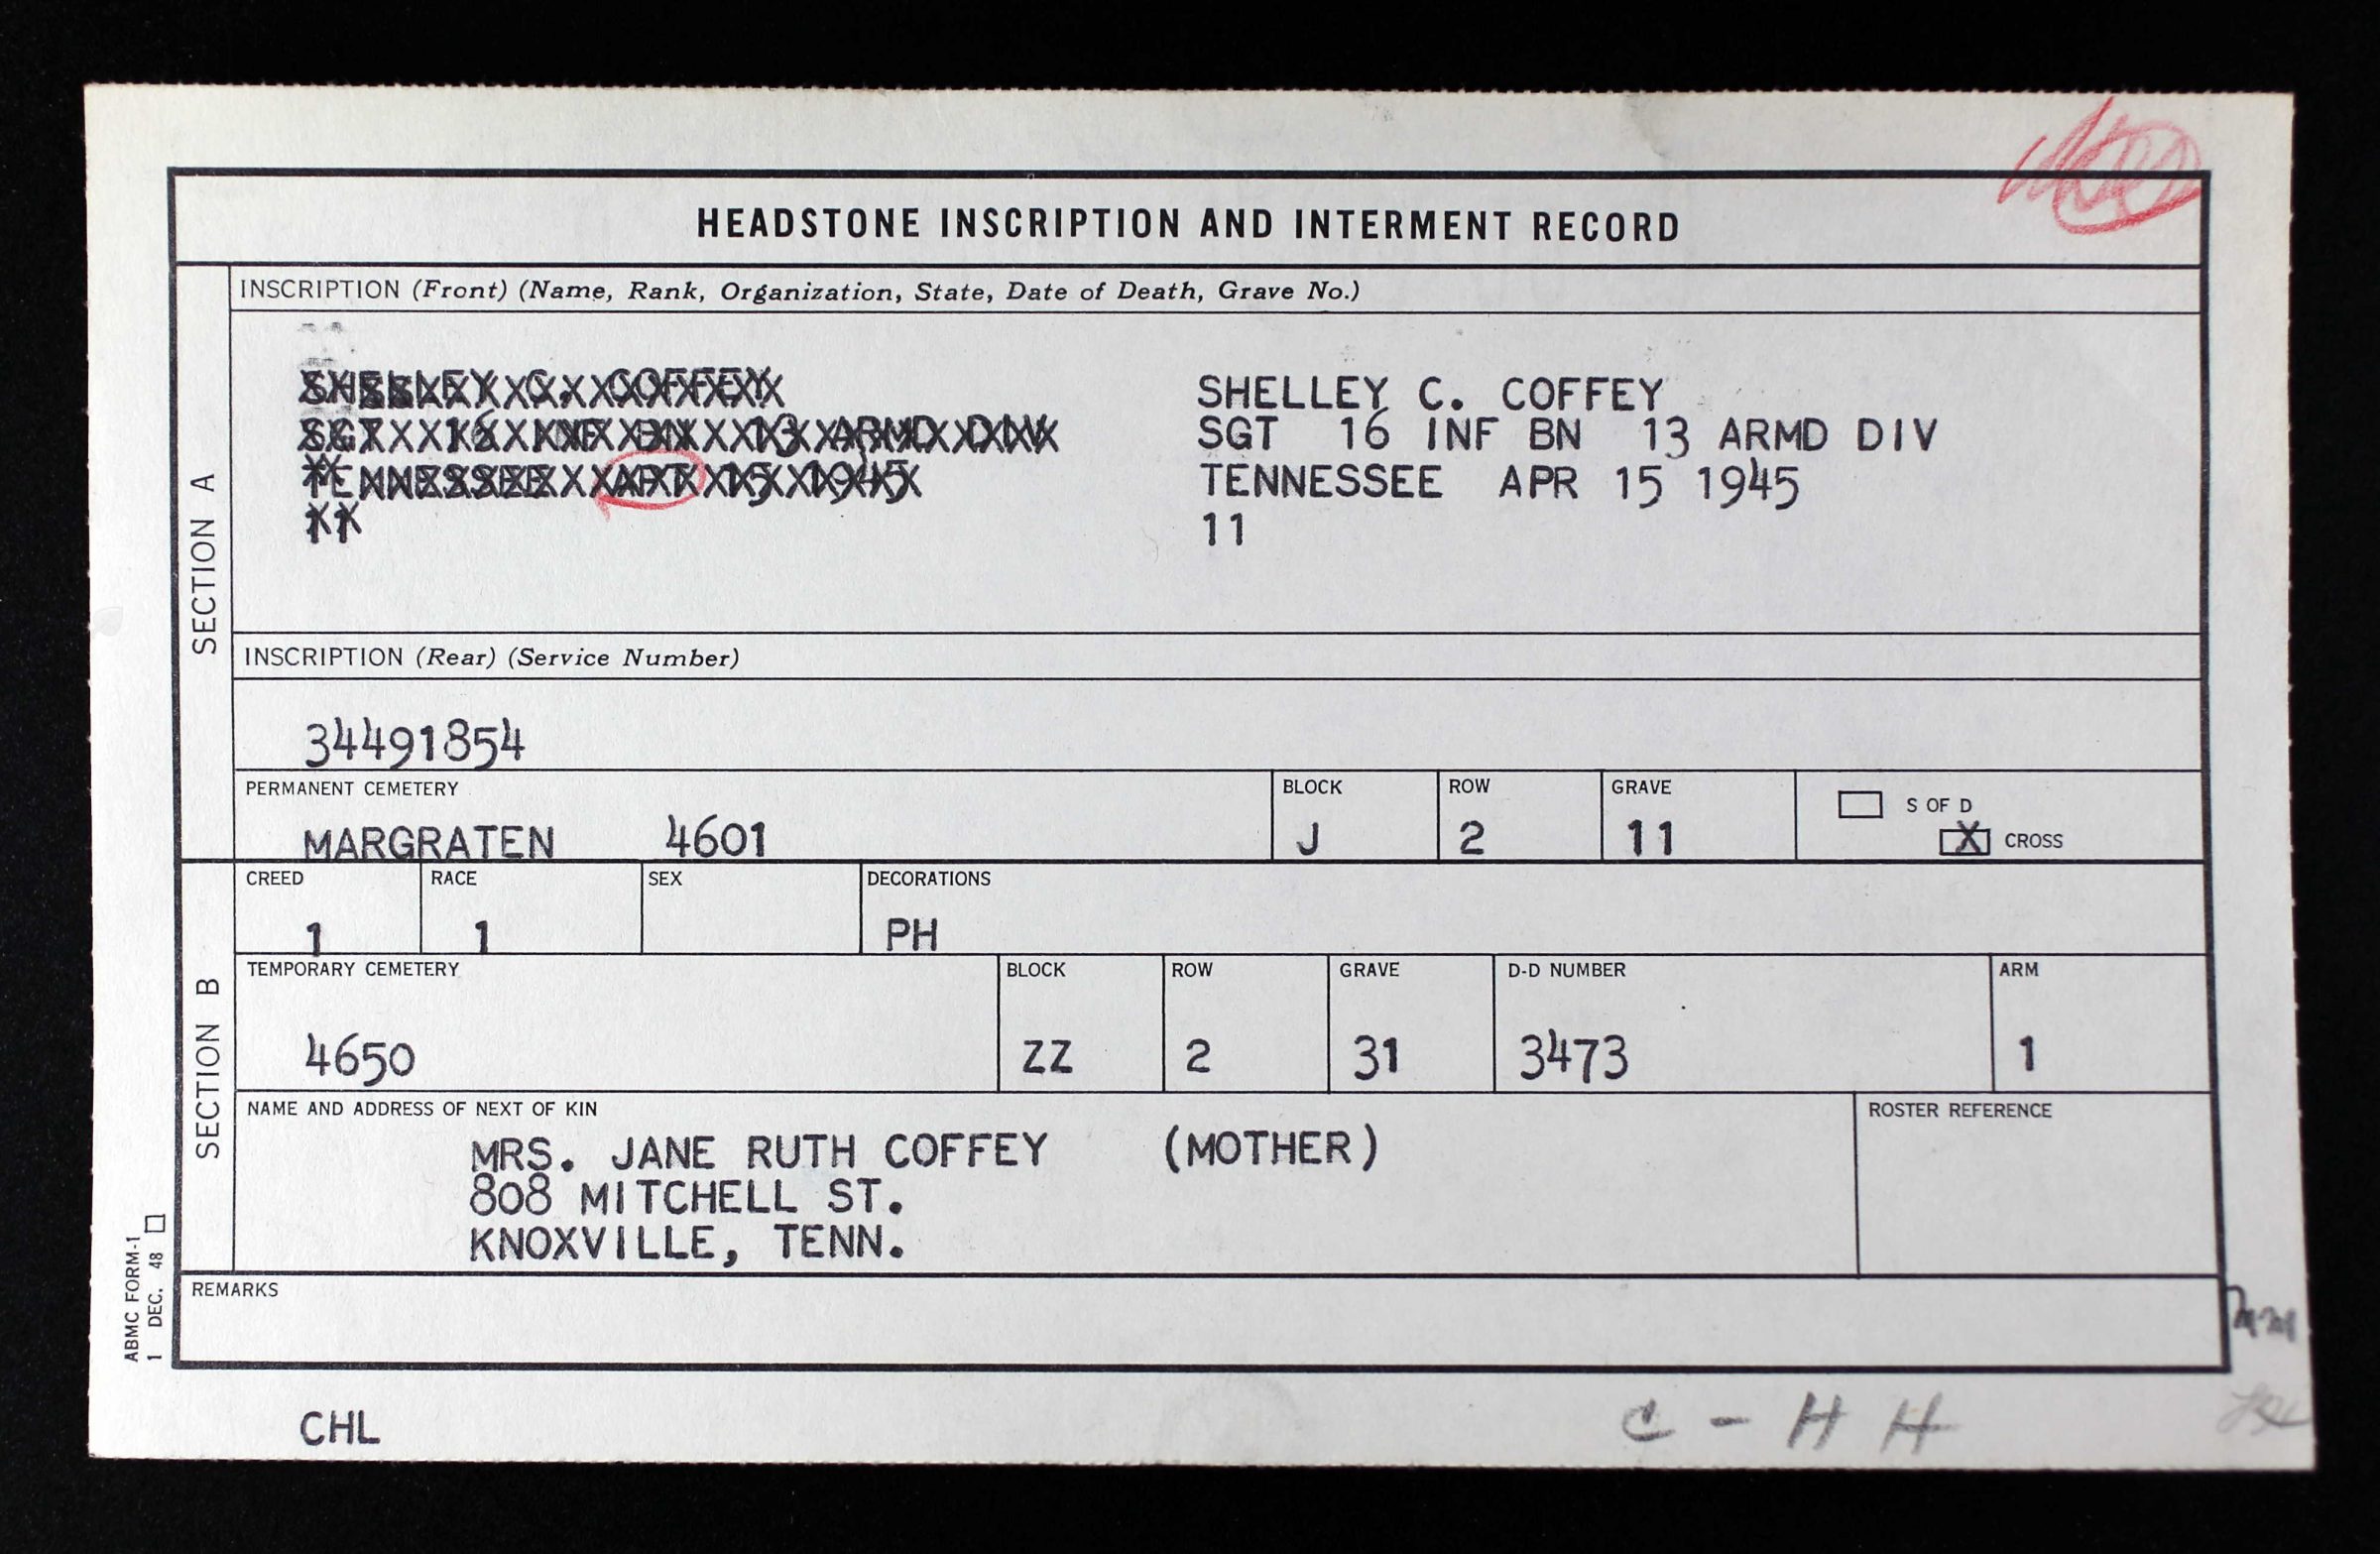 HEADSTONE INSCRIPTION AND INTERMENT RECORD
SECTION A
INSCRIPTION (Front) (Name, Rank, Organization, State, Date of Death, Grave No.)
SHELLEY C. COFFEY
SGT 16 INF BN 13 ARMD DIV
TENNESSEE APR 15 1945
11
INSCRIPTION (Rear) (Service Number)
34491854
PERMANENT CEMETERY BLOCK ROW GRAVE S OF D
MARGRATEN 4601 J 2 11 X CROSS
SECTION B
CREED RACE SEX DECORATIONS
1 1 PH
TEMPORARY CEMETERY BLOCK ROW GRAVE D-D NUMBER ARM
4650 ZZ 2 31 3473 1
NAME AND ADDRESS OF NEXT OF KIN ROSTER REFERENCE
MRS. JANE RUTH COFFEY (MOTHER)
808 MITCHELL ST.
KNOXVILLE, TENN.
REMARKS
ABMC FORM-1
1 DEC. 48
CHL
C - H H